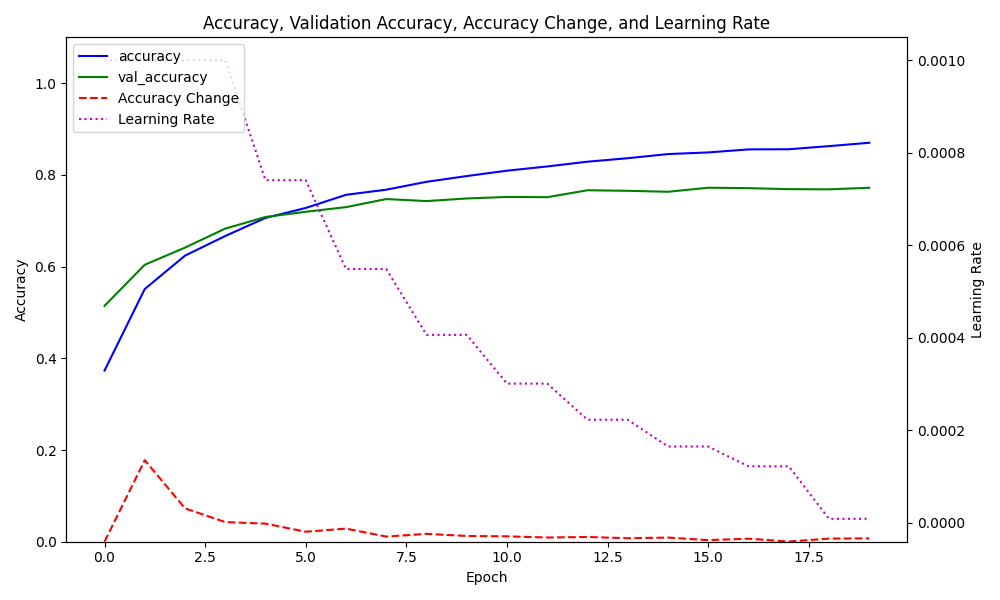 Accuracy, Validation Accuracy, Accuracy Change, and Learning Rate
accuracy
val_accuracy
Accuracy Change
Learning Rate
Accuracy
1.0
0.8
0.6
0.4
0.2
0.0
0.0010
0.0008
0.0006
0.0004
0.0002
0.0000
Learning Rate
0.0 2.5 5.0 7.5 10.0 12.5 15.0 17.5
Epoch